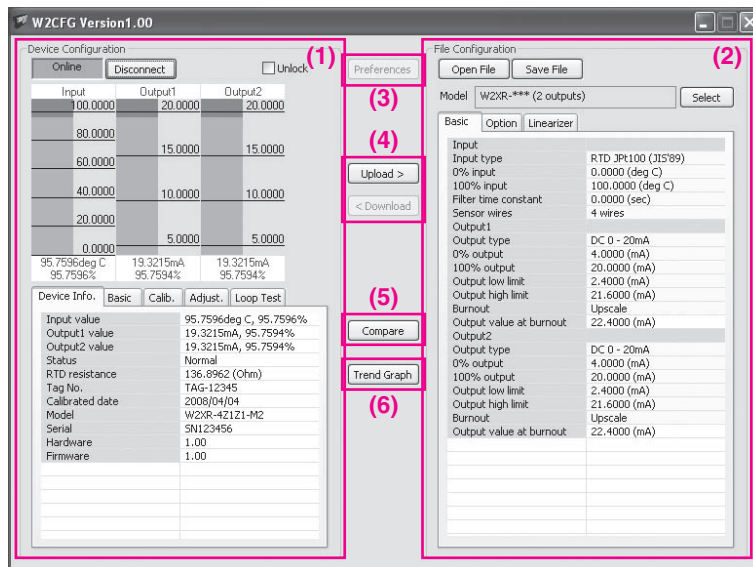 W2CFG Version1.00
Device Configuration
Online
Disconnect
Unlock
(1)
Input Output1 Output2
100.0000 20.0000 20.0000
80.0000
15.0000 15.0000
60.0000
40.0000 10.0000 10.0000
20.0000
5.0000 5.0000
0.0000
95.7596deg C 19.3215mA 19.3215mA
95.7596% 95.7594% 95.7594%
Device Info. Basic Calib. Adjust. Loop Test
Input value 95.7596deg C, 95.7596%
Output1 value 19.3215mA, 95.7594%
Output2 value 19.3215mA, 95.7594%
Status Normal
RTD resistance 136.8962 (Ohm)
Tag No. TAG-12345
Calibrated date 2008/04/04
Model W2XR-4Z1Z1-M2
Serial SN123456
Hardware 1.00
Firmware 1.00
Preferences
(3)
(4)
Upload >
< Download
(5)
Compare
Trend Graph
(6)
File Configuration
(2)
Open File Save File
Model W2XR-*** (2 outputs) Select
Basic Option Linearizer
Input
Input type RTD JPt100 (JIS'89)
0% input 0.0000 (deg C)
100% input 100.0000 (deg C)
Filter time constant 0.0000 (sec)
Sensor wires 4 wires
Output1
Output type DC 0 - 20mA
0% output 4.0000 (mA)
100% output 20.0000 (mA)
Output low limit 2.4000 (mA)
Output high limit 21.6000 (mA)
Burnout Upscale
Output value at burnout 22.4000 (mA)
Output2
Output type DC 0 - 20mA
0% output 4.0000 (mA)
100% output 20.0000 (mA)
Output low limit 2.4000 (mA)
Output high limit 21.6000 (mA)
Burnout Upscale
Output value at burnout 22.4000 (mA)